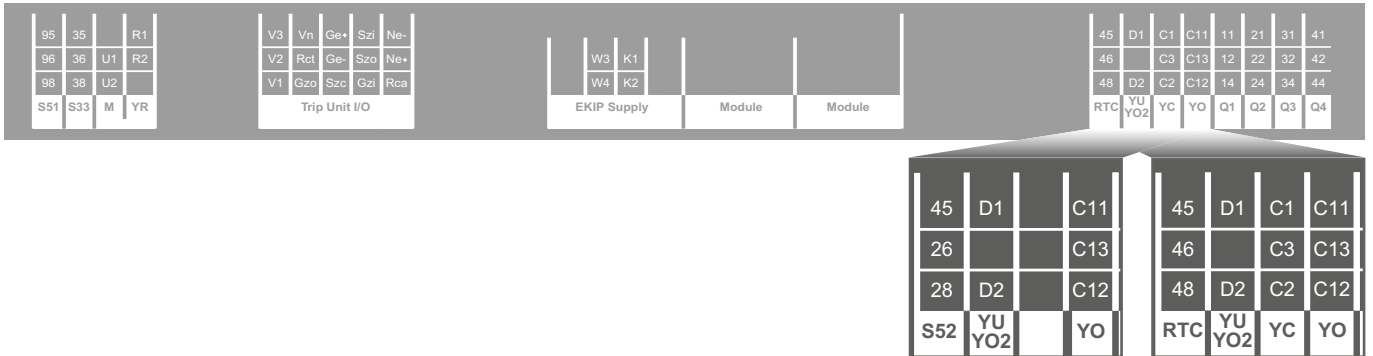 95 35 R1
96 36 U1 R2
98 38 U2
S51 S33 M YR
V3 Vn Ge+ Szi Ne-
V2 Rct Ge- Szo Ne+
V1 Gzo Szc Gzi Rca
Trip Unit I/O
W3 K1
W4 K2
EKIP Supply Module Module
45 D1 C1 C11 11 21 31 41
46 C3 C13 12 22 32 42
48 D2 C2 C12 14 24 34 44
RTC YU YO2 YC YO Q1 Q2 Q3 Q4
45 D1 C11
26 C13
28 D2 C12
S52 YU YO2 YO
45 D1 C1 C11
46 C3 C13
48 D2 C2 C12
RTC YU YO2 YC YO